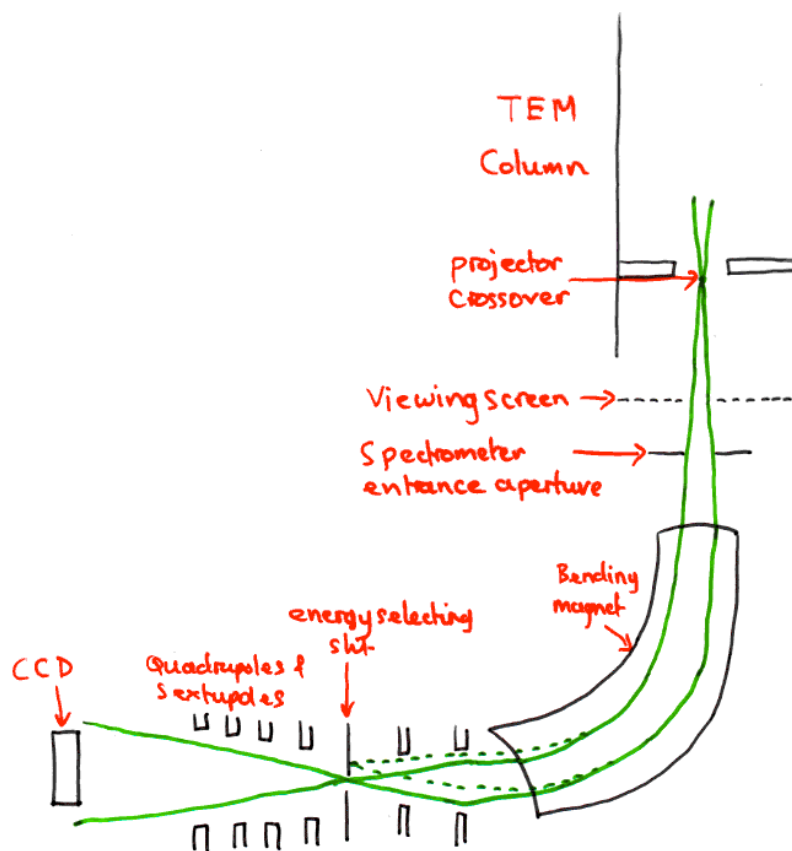 TEM
Column
projector
crossover
Viewing screen
Spectrometer
entrance aperture
Bending
magnet
energy selecting
slit
Quadrupoles &
Sextupoles
CCD